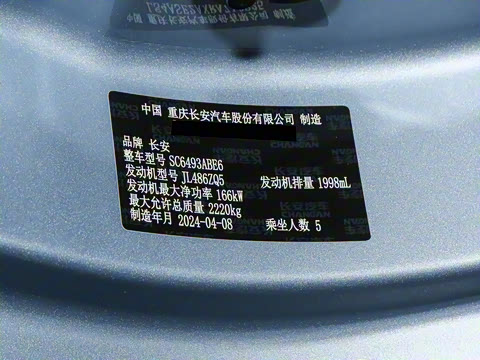 中国 重庆长安汽车股份有限公司 制造
品牌 长安
整车型号 SC6493ABE6
发动机型号 JL486ZQ5 发动机排量 1998mL
发动机最大净功率 166kW
最大允许总质量 2220kg
制造年月 2024-04-08 乘坐人数 5